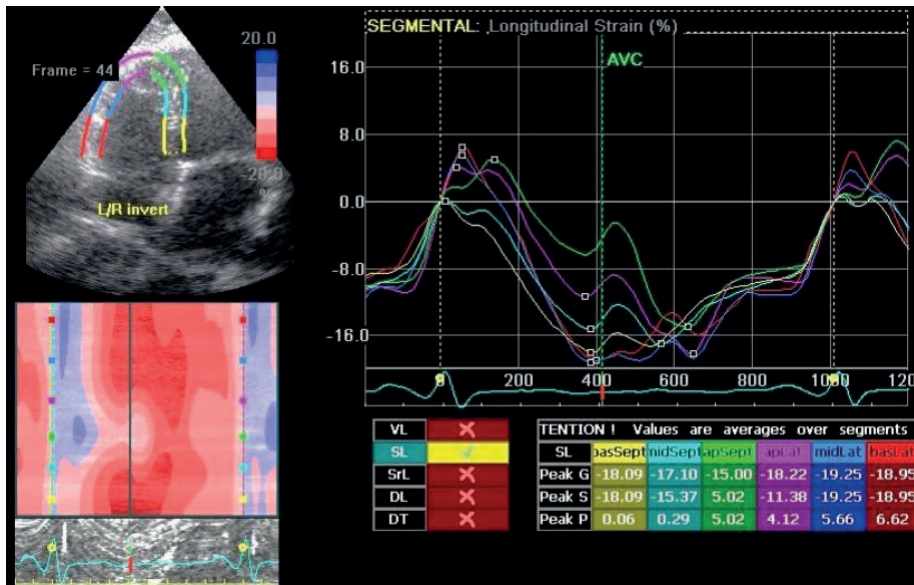 SEGMENTAL: Longitudinal Strain (%)
20.0
Frame = 44
-20.0
%
L/R invert
AVC
16.0
8.0
0.0
-8.0
-16.0
0
200
400
600
800
1000
1200
VL
SL
SrL
DL
DT
TENTION ! Values are averages over segments
SL basSept midSept apSept apLat midLat basLat
Peak G -18.09 -17.10 -15.00 -18.22 -19.25 -18.95
Peak S -18.09 -15.37 5.02 -11.38 -19.25 -18.95
Peak P 0.06 0.29 5.02 4.12 5.66 6.62